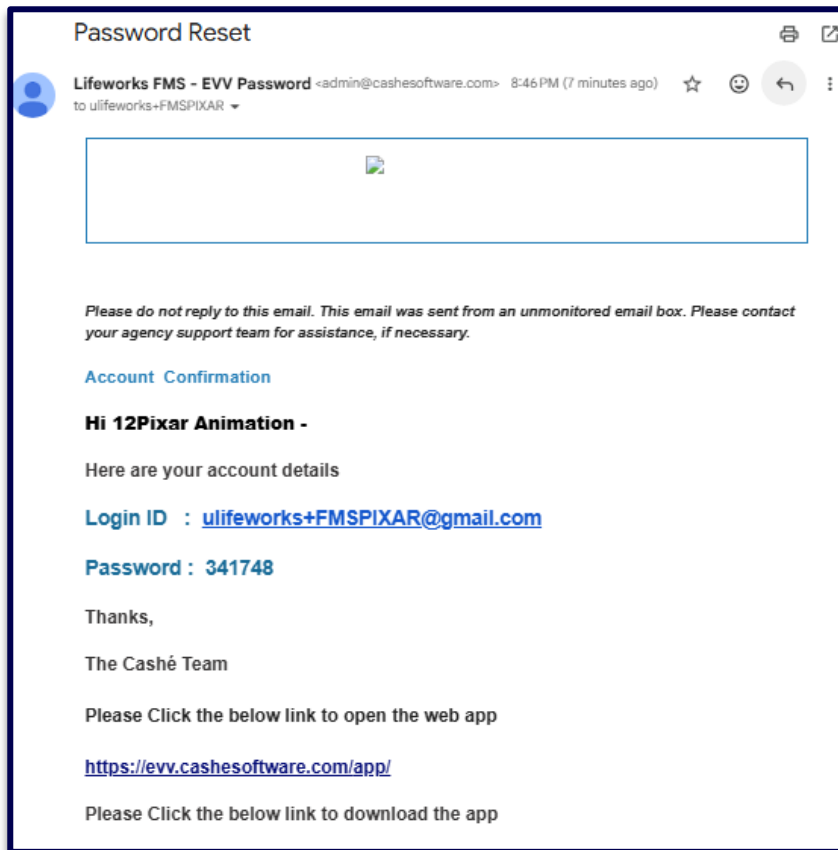 Password Reset
Lifeworks FMS - EVV Password <admin@cashesoftware.com> 8:46 PM (7 minutes ago)
to ulifeworks+FMSPIXAR
Please do not reply to this email. This email was sent from an unmonitored email box. Please contact
your agency support team for assistance, if necessary.
Account Confirmation
Hi 12Pixar Animation -
Here are your account details
Login ID : ulifeworks+FMSPIXAR@gmail.com
Password : 341748
Thanks,
The Cashé Team
Please Click the below link to open the web app
https://evv.cashesoftware.com/app/
Please Click the below link to download the app